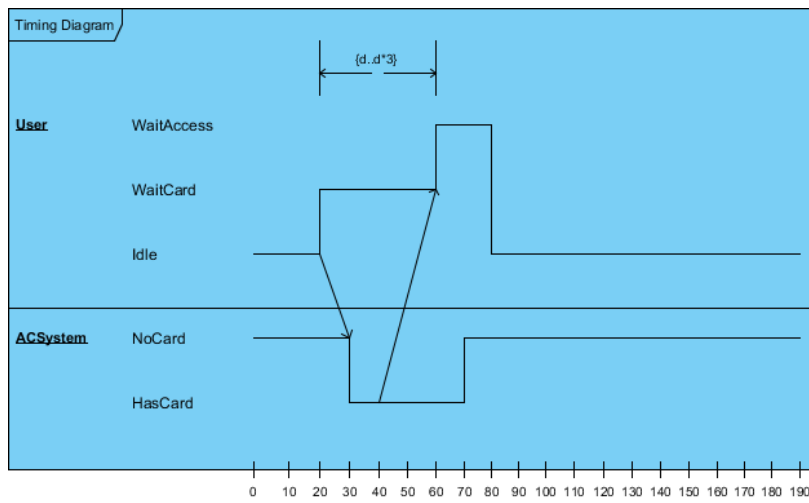 Timing Diagram
{d..d*3}
User
WaitAccess
WaitCard
Idle
ACSystem
NoCard
HasCard
0 10 20 30 40 50 60 70 80 90 100 110 120 130 140 150 160 170 180 190